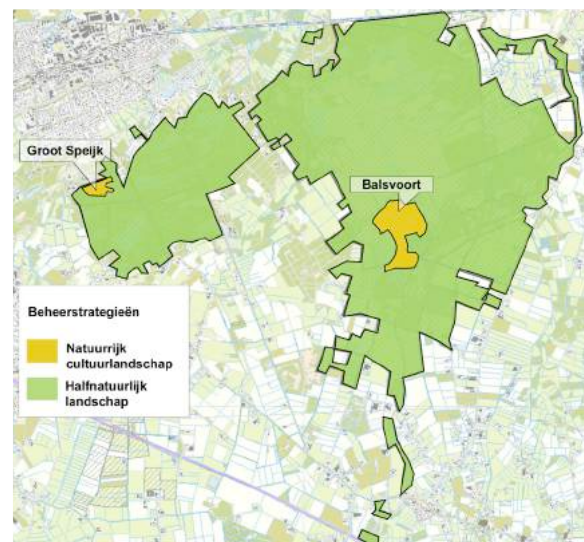 Groot Speijk
Balsvoort
Beheerstrategieën
Natuurrijk
cultuurlandschap
Halfnatuurlijk
landschap